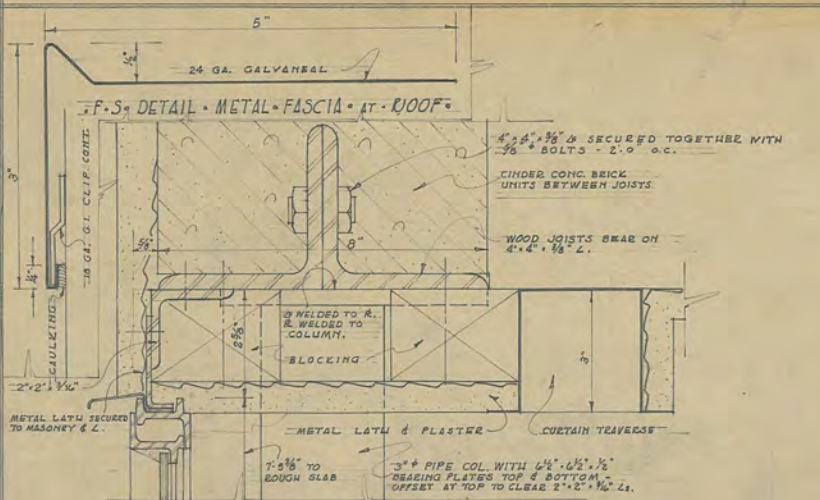 5"
1/2"
24 GA. GALVANEAL
F.S. DETAIL • METAL • FASCIA • AT • ROOF
3"
18 GA. G.I. CLIP. CONT.
1/4"
CAULKING
4" × 4" × 3/8" ∠s SECURED TOGETHER WITH
5/8" ϕ BOLTS - 2'-0" O.C.
CINDER CONC. BRICK
UNITS BETWEEN JOISTS.
5/8"
8"
WOOD JOISTS BEAR ON
4" × 4" × 3/8" ∠.
∠s WELDED TO ℞.
℞ WELDED TO
COLUMN.
2 5/8"
BLOCKING
3"
2" × 2" × 3/16"
METAL LATH SECURED
TO MASONRY & ∠.
METAL LATH & PLASTER
CURTAIN TRAVERSE
7'-5 3/8" TO
ROUGH SLAB
3" ϕ PIPE COL. WITH 6 1/2" × 6 1/2" × 1/2"
BEARING PLATES TOP & BOTTOM -
OFFSET AT TOP TO CLEAR 2" × 2" × 3/16" ∠s.